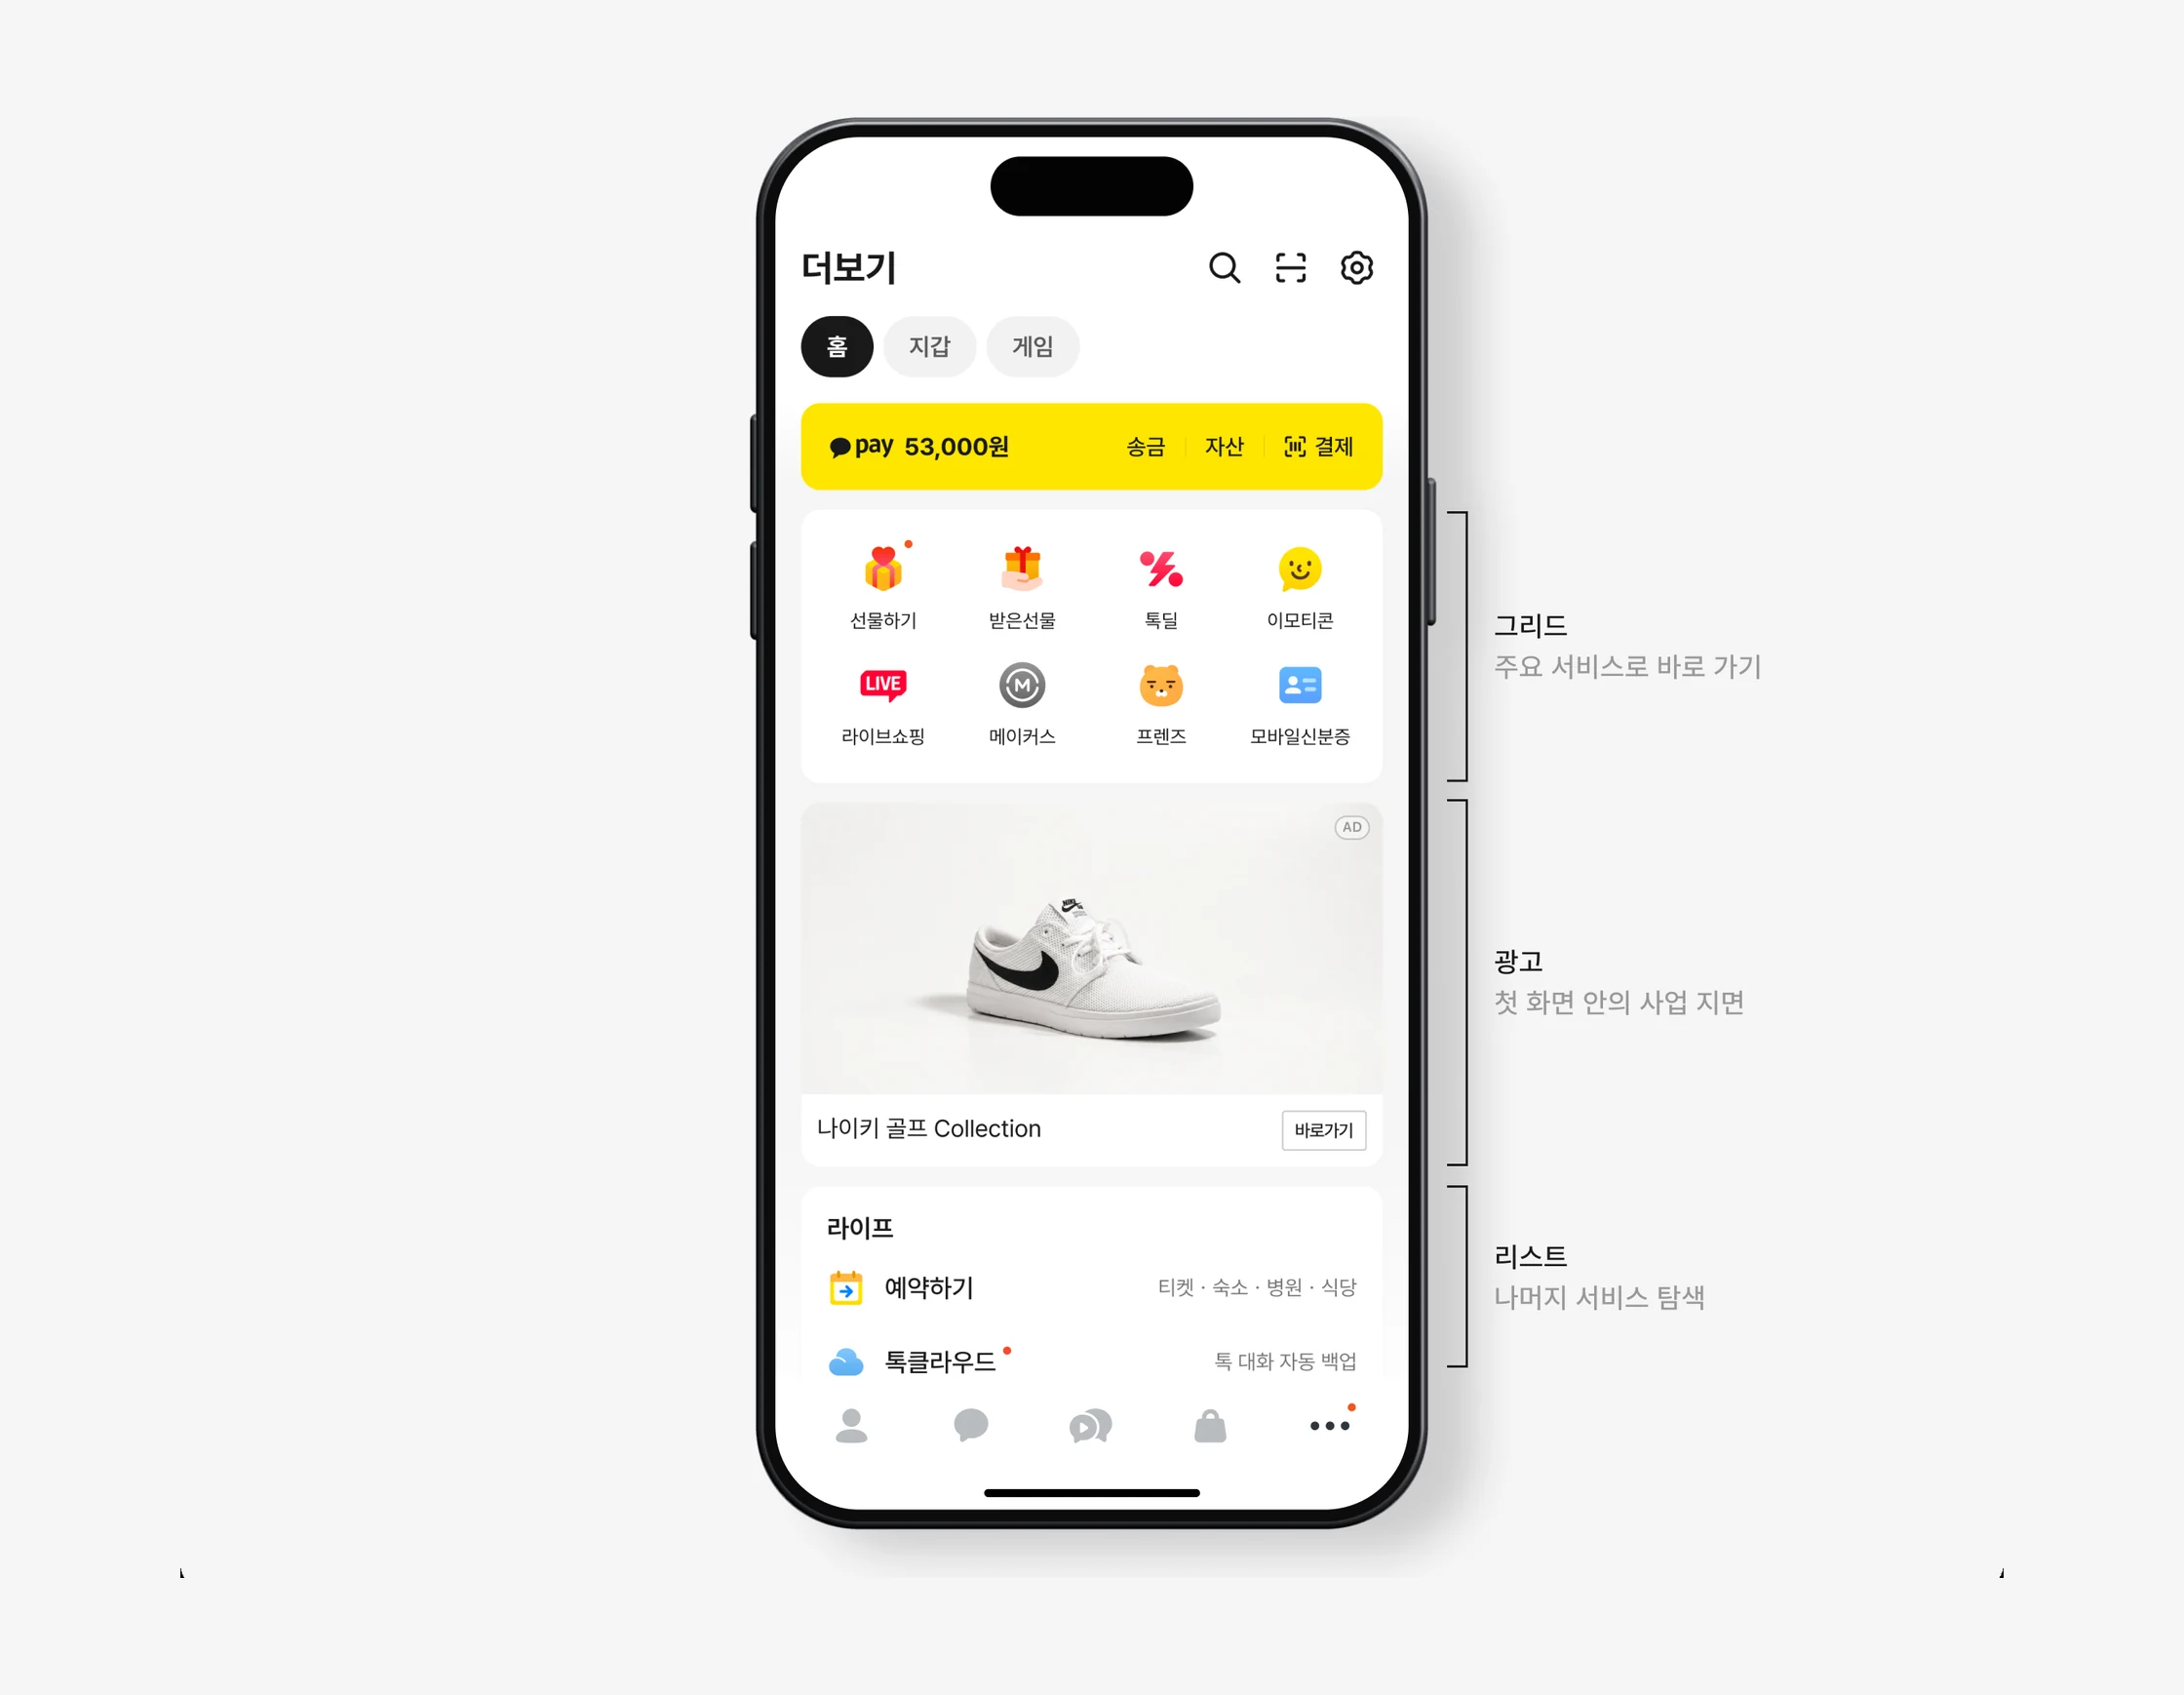 더보기
홈 지갑 게임
pay 53,000원 송금 자산 결제
선물하기 받은선물 톡딜 이모티콘
LIVE M
라이브쇼핑 메이커스 프렌즈 모바일신분증
그리드
주요 서비스로 바로 가기
AD
NIKE
나이키 골프 Collection 바로가기
광고
첫 화면 안의 사업 지면
라이프
예약하기 티켓 · 숙소 · 병원 · 식당
톡클라우드 톡 대화 자동 백업
리스트
나머지 서비스 탐색